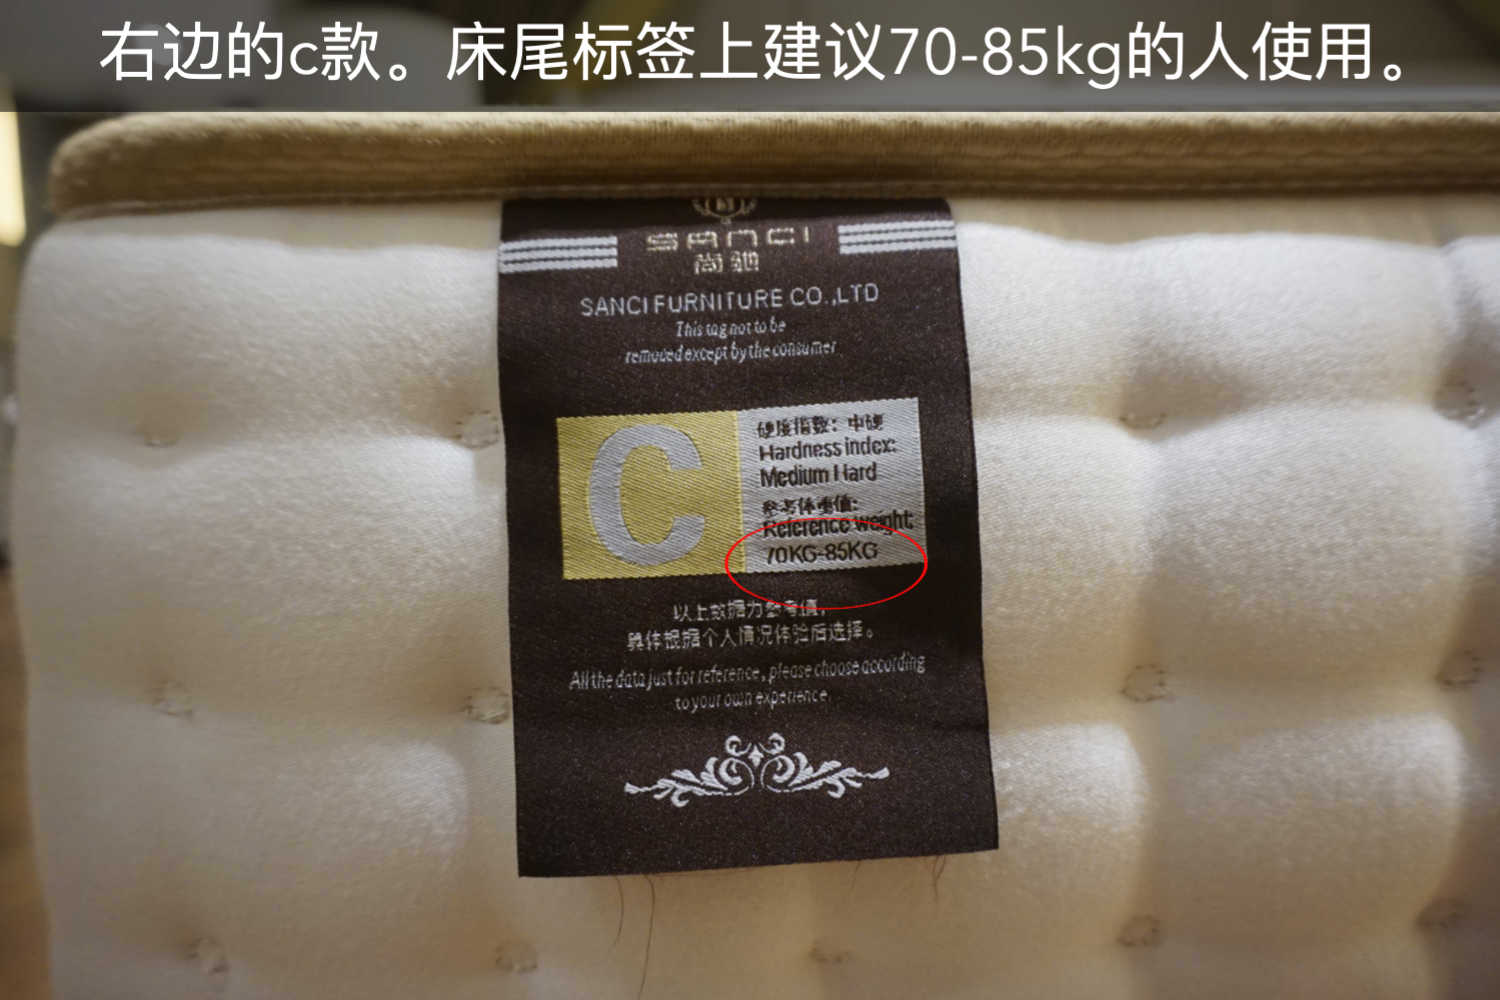 右边的c款。床尾标签上建议70-85kg的人使用。
SANCI
尚驰
SANCI FURNITURE CO.,LTD
This tag not to be
removed except by the consumer
C
硬度指数：中硬
Hardness index:
Medium Hard
参考体重值:
Reference weight:
70KG-85KG
以上数据为参考值，
具体根据个人情况体验后选择。
All the data just for reference, please choose according
to your own experience.